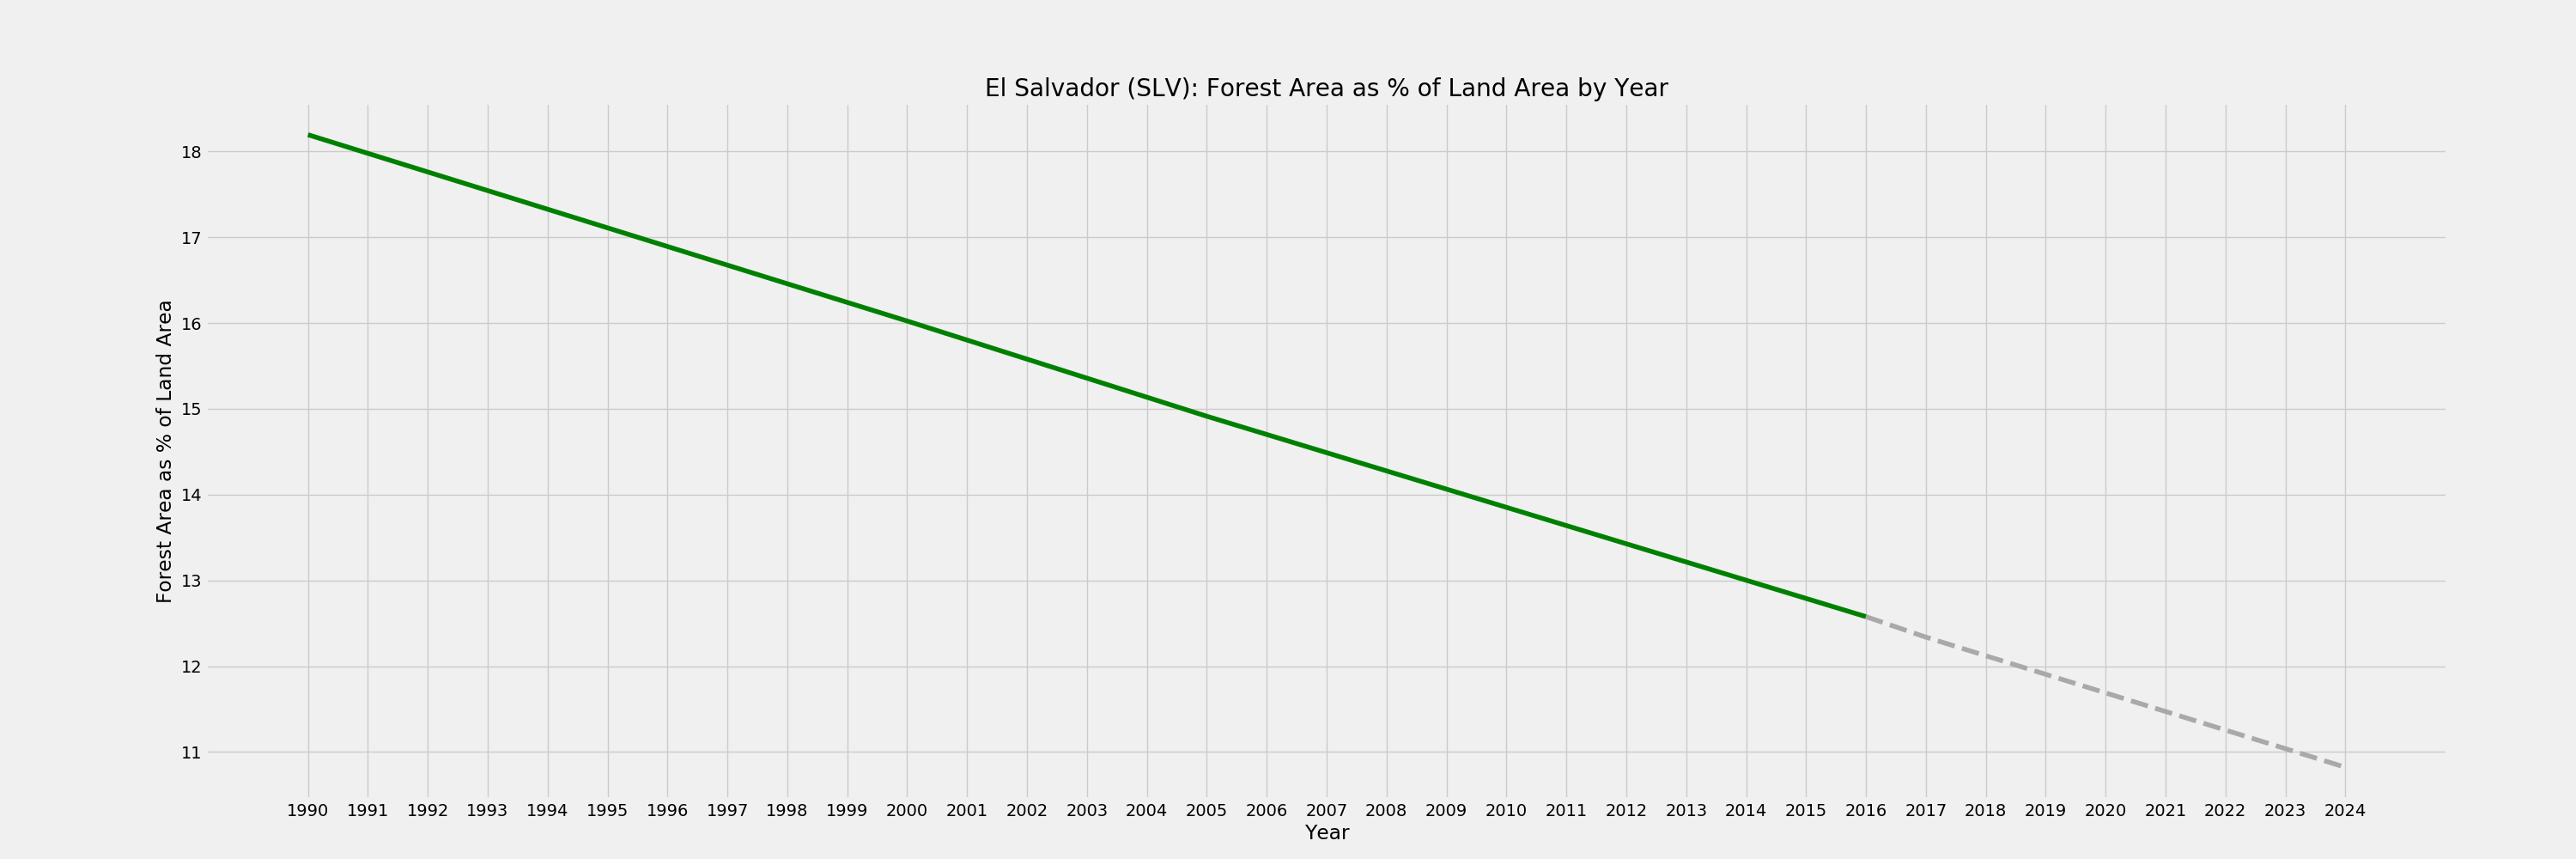 El Salvador (SLV): Forest Area as % of Land Area by Year
Forest Area as % of Land Area
18
17
16
15
14
13
12
11
1990 1991 1992 1993 1994 1995 1996 1997 1998 1999 2000 2001 2002 2003 2004 2005 2006 2007 2008 2009 2010 2011 2012 2013 2014 2015 2016 2017 2018 2019 2020 2021 2022 2023 2024
Year